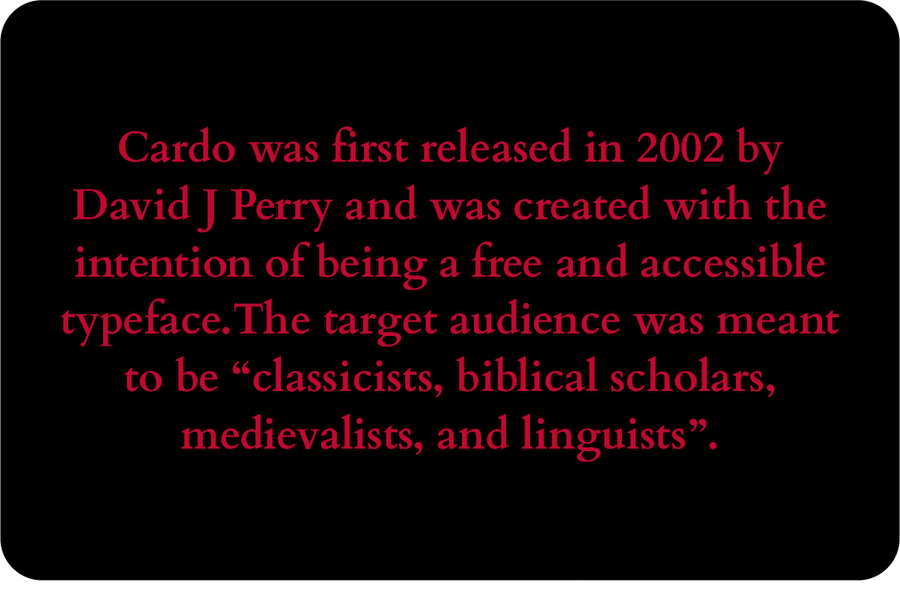 Cardo was first released in 2002 by
David J Perry and was created with the
intention of being a free and accessible
typeface.The target audience was meant
to be “classicists, biblical scholars,
medievalists, and linguists”.